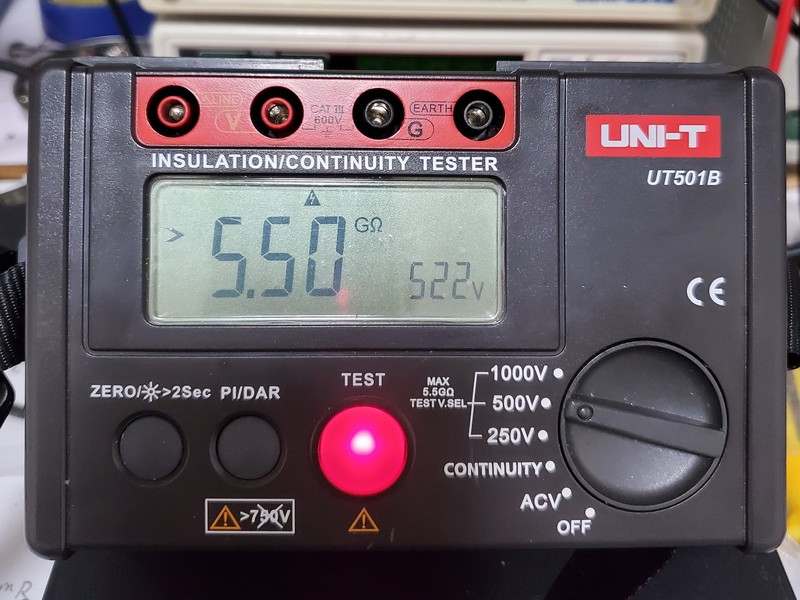 LINE
V
CAT III
600V
EARTH
G
INSULATION/CONTINUITY TESTER
UNI-T
UT501B
> 5.50 GΩ
522V
CE
ZERO/ >2Sec
PI/DAR
TEST
MAX
5.5GΩ
TEST V.SEL
1000V
500V
250V
CONTINUITY
ACV
OFF
>750V